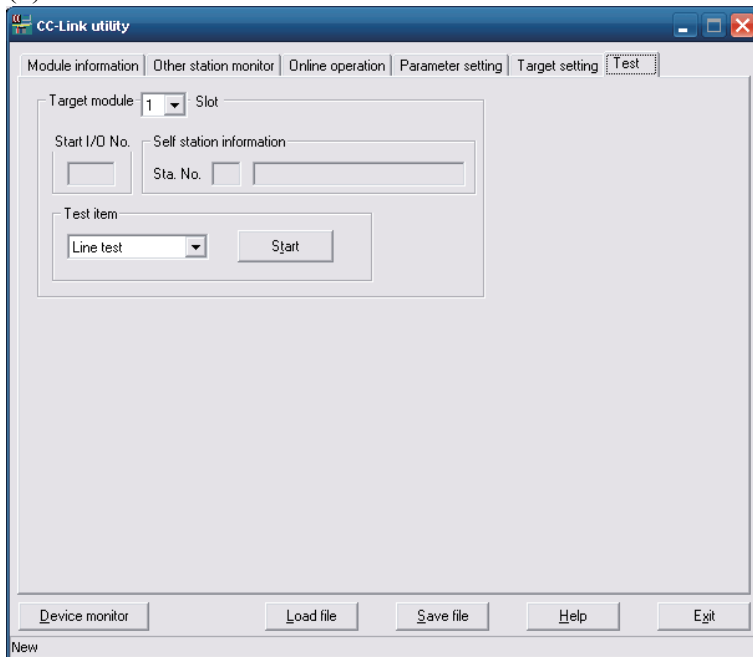 CC-Link utility
Module information Other station monitor Online operation Parameter setting Target setting Test
Target module 1 Slot
Start I/O No. Self station information
Sta. No.
Test item
Line test Start
Device monitor Load file Save file Help Exit
New